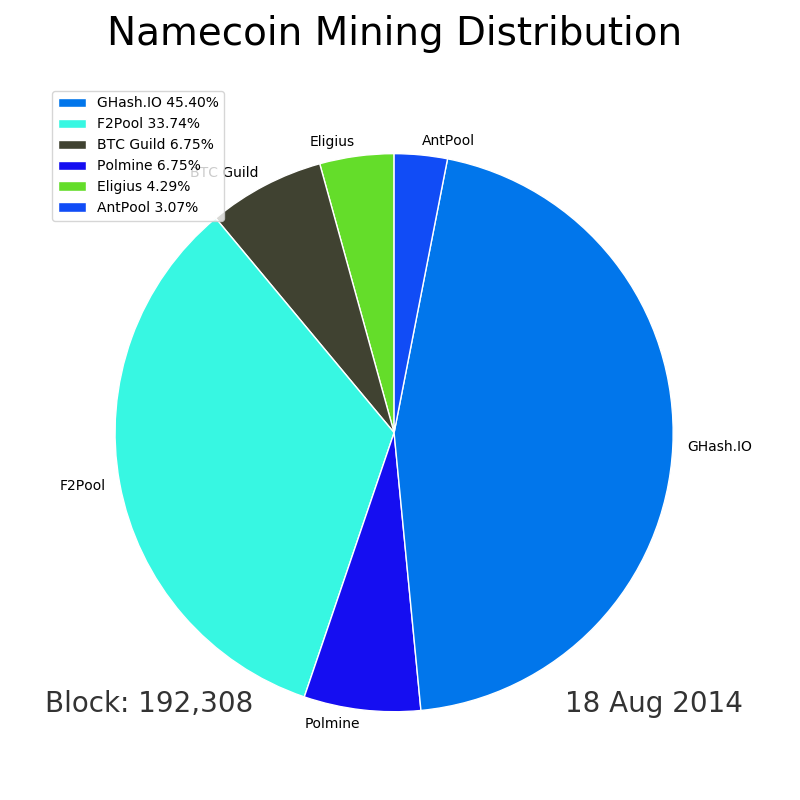 Namecoin Mining Distribution
GHash.IO 45.40%
F2Pool 33.74%
BTC Guild 6.75%
Polmine 6.75%
Eligius 4.29%
AntPool 3.07%
Eligius
AntPool
BTC Guild
GHash.IO
F2Pool
Polmine
Block: 192,308
18 Aug 2014